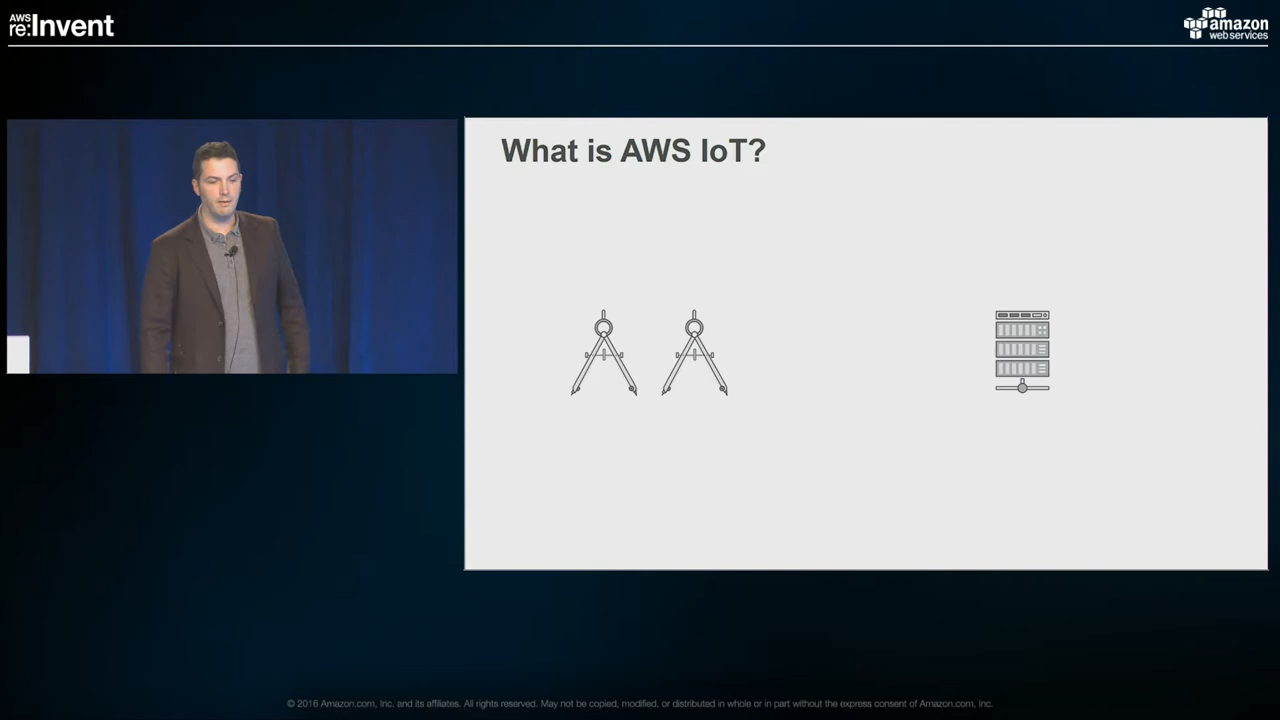 AWS
re:Invent
amazon
web services
What is AWS IoT?
© 2016 Amazon.com, Inc. and its affiliates. All rights reserved. May not be copied, modified, or distributed in whole or in part without the express consent of Amazon.com, Inc.